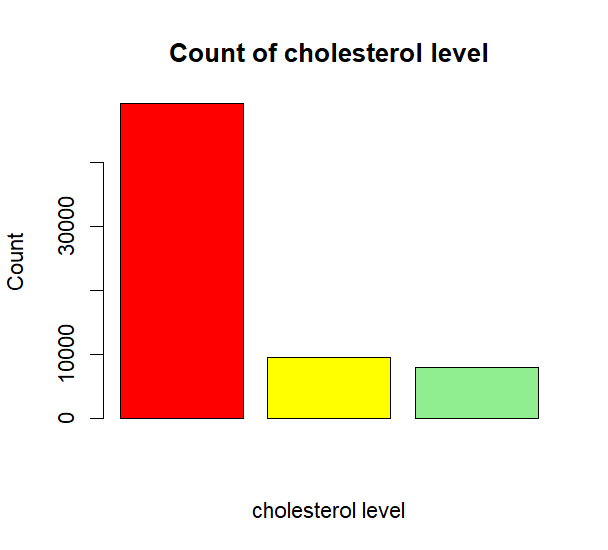 Count of cholesterol level
Count
30000
10000
0
cholesterol level